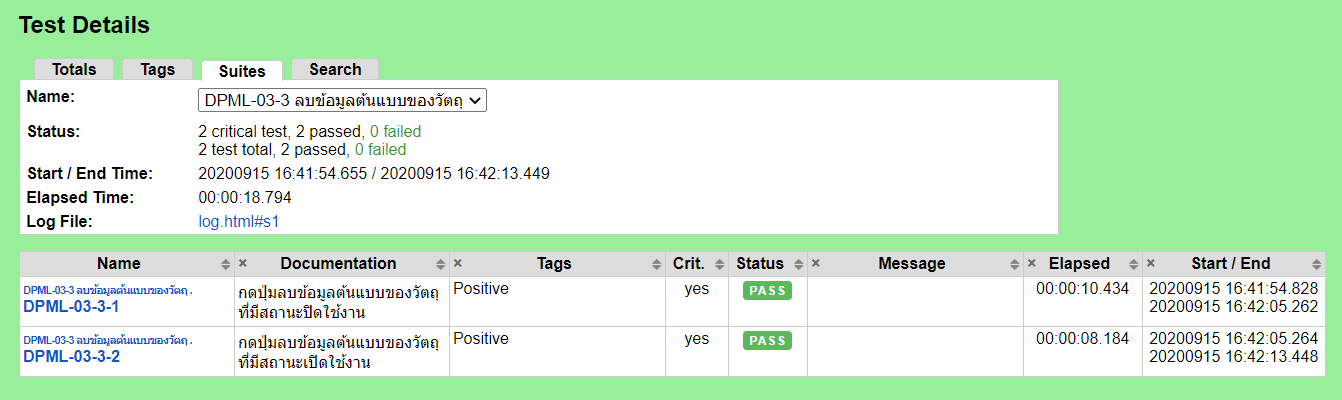 Test Details
Totals
Tags
Suites
Search
Name:
DPML-03-3 ลบข้อมูลต้นแบบของวัตถุ
Status:
2 critical test, 2 passed, 0 failed
2 test total, 2 passed, 0 failed
Start / End Time:
20200915 16:41:54.655 / 20200915 16:42:13.449
Elapsed Time:
00:00:18.794
Log File:
log.html#s1
Name × Documentation × Tags Crit. Status × Message × Elapsed × Start / End
DPML-03-3 ลบข้อมูลต้นแบบของวัตถุ .
DPML-03-3-1
กดปุ่มลบข้อมูลต้นแบบของวัตถุ
ที่มีสถานะปิดใช้งาน
Positive
yes
PASS
00:00:10.434
20200915 16:41:54.828
20200915 16:42:05.262
DPML-03-3 ลบข้อมูลต้นแบบของวัตถุ .
DPML-03-3-2
กดปุ่มลบข้อมูลต้นแบบของวัตถุ
ที่มีสถานะเปิดใช้งาน
Positive
yes
PASS
00:00:08.184
20200915 16:42:05.264
20200915 16:42:13.448